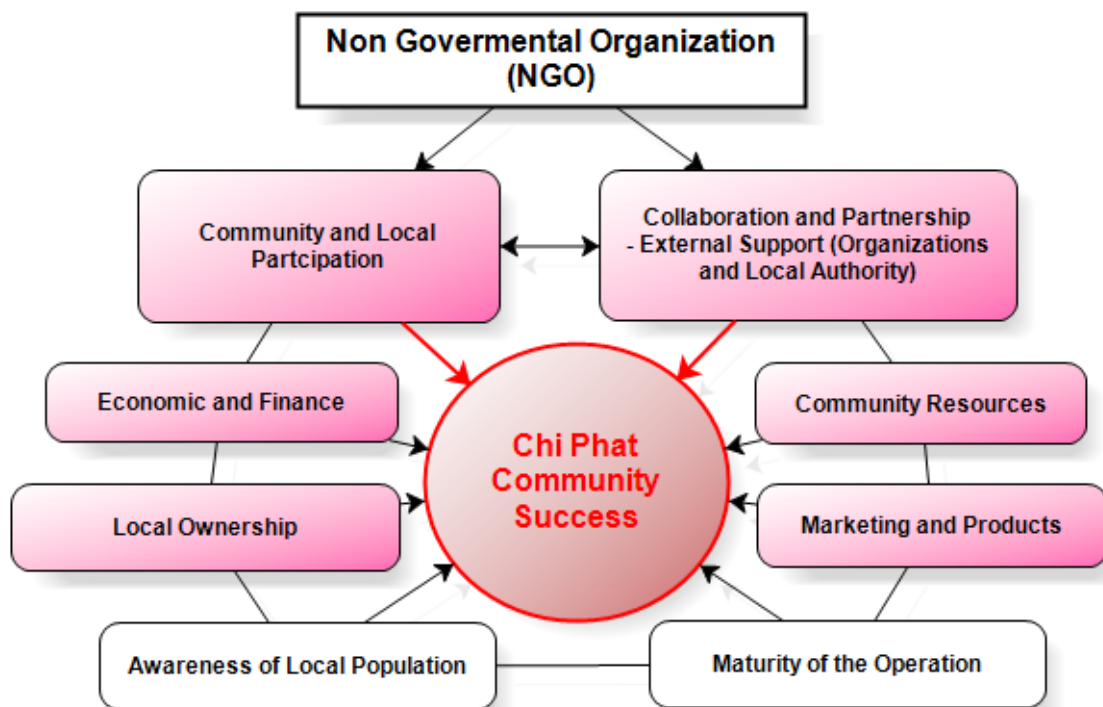 Non Govermental Organization
(NGO)
Community and Local
Partcipation
Collaboration and Partnership
- External Support (Organizations
and Local Authority)
Economic and Finance
Community Resources
Chi Phat
Community
Success
Local Ownership
Marketing and Products
Awareness of Local Population
Maturity of the Operation